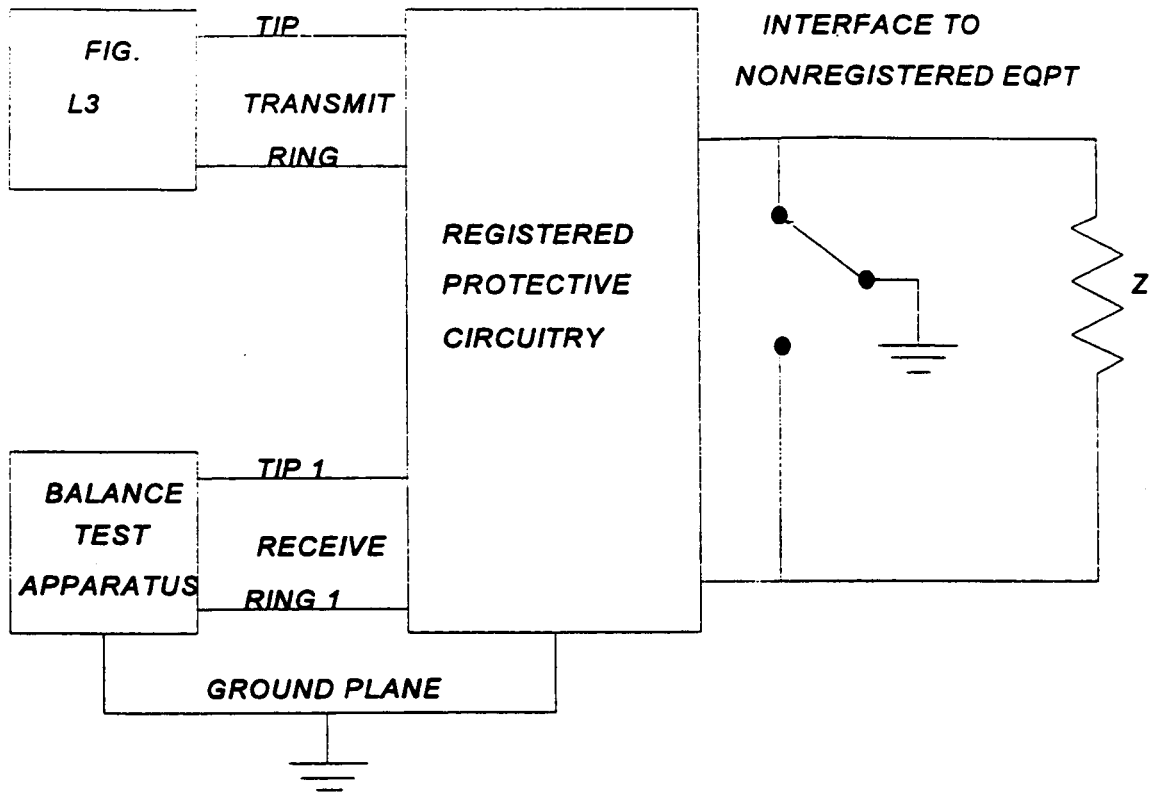 FIG.
L3
TIP
TRANSMIT
RING
INTERFACE TO
NONREGISTERED EQPT
REGISTERED
PROTECTIVE
CIRCUITRY
Z
BALANCE
TEST
APPARATUS
TIP 1
RECEIVE
RING 1
GROUND PLANE